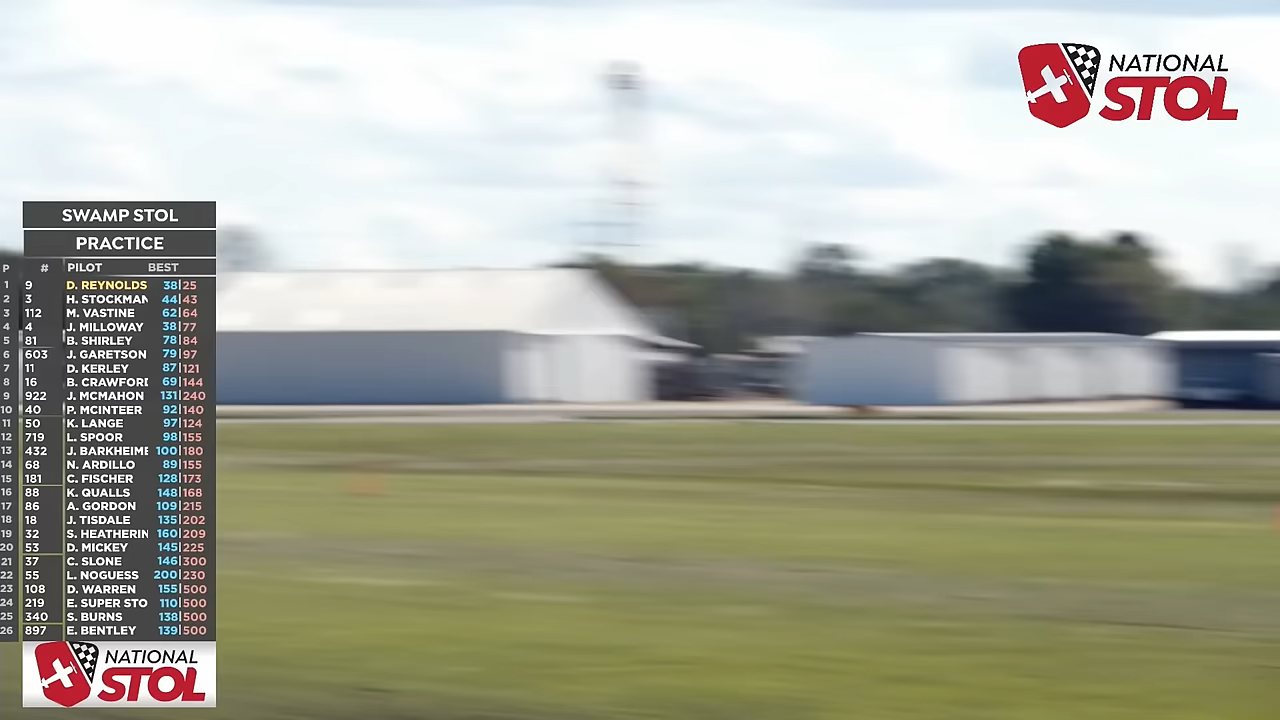 NATIONAL
STOL
SWAMP STOL
PRACTICE
P # PILOT BEST
1 9 D. REYNOLDS 38|25
2 3 H. STOCKMAN 44|43
3 112 M. VASTINE 62|64
4 4 J. MILLOWAY 38|77
5 81 B. SHIRLEY 78|84
6 603 J. GARETSON 79|97
7 11 D. KERLEY 87|121
8 16 B. CRAWFORD 69|144
9 922 J. MCMAHON 131|240
10 40 P. MCINTEER 92|140
11 50 K. LANGE 97|124
12 719 L. SPOOR 98|155
13 432 J. BARKHEIME 100|180
14 68 N. ARDILLO 89|155
15 181 C. FISCHER 128|173
16 88 K. QUALLS 148|168
17 86 A. GORDON 109|215
18 18 J. TISDALE 135|202
19 32 S. HEATHERIN 160|209
20 53 D. MICKEY 145|225
21 37 C. SLONE 146|300
22 55 L. NOGUESS 200|230
23 108 D. WARREN 155|500
24 219 E. SUPER STO 110|500
25 340 S. BURNS 138|500
26 897 E. BENTLEY 139|500
NATIONAL
STOL